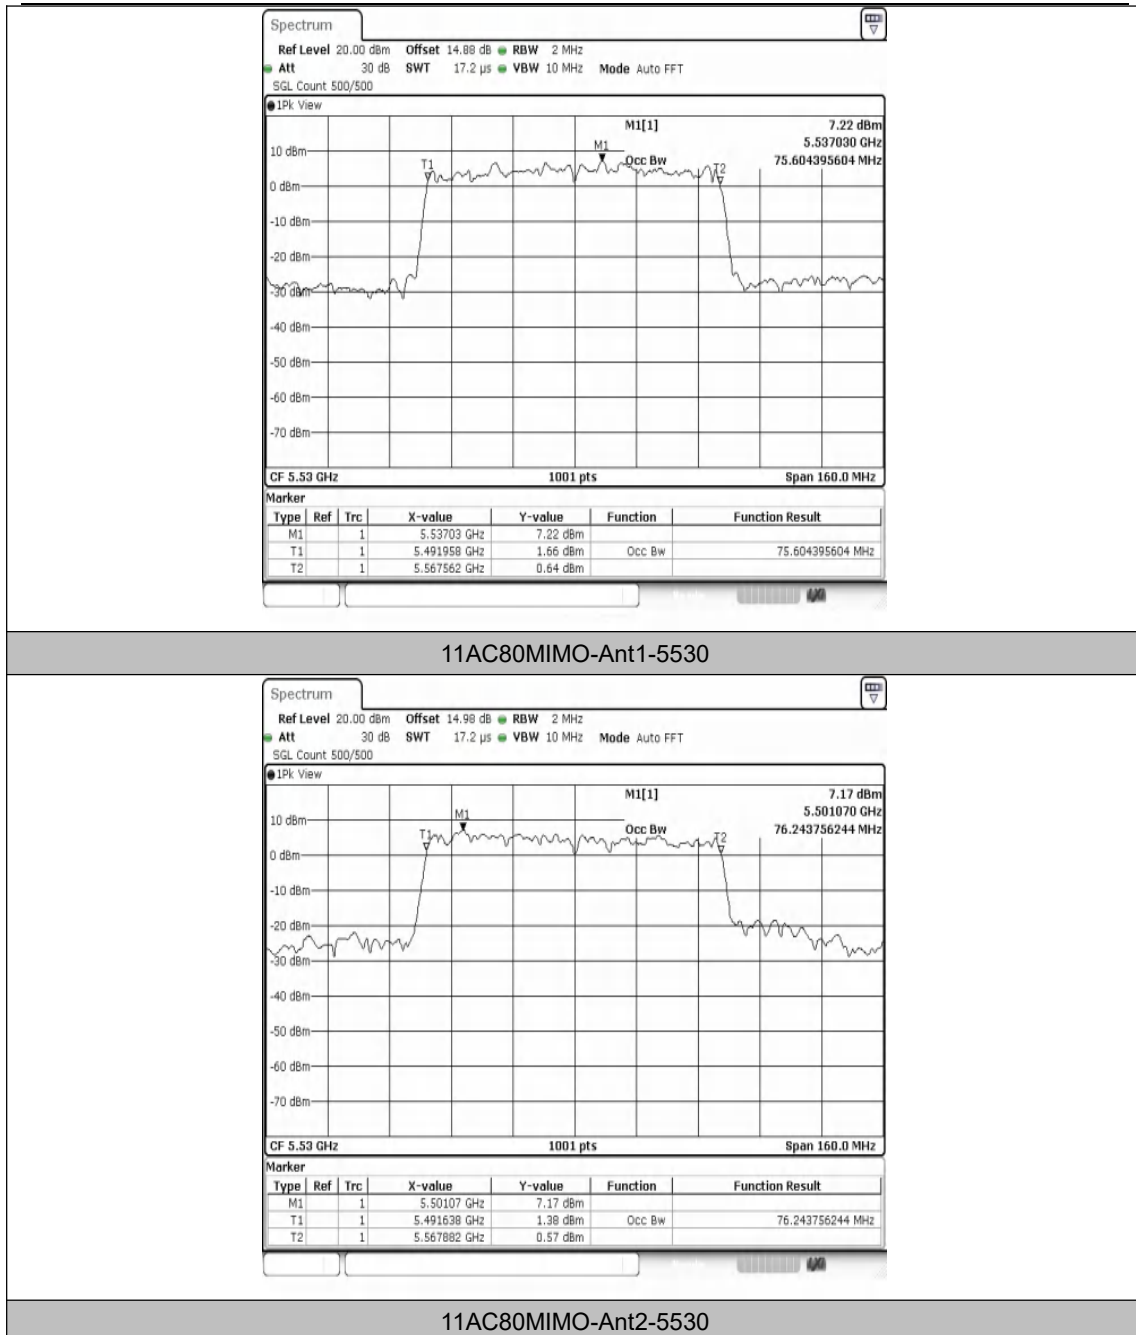 Spectrum
Ref Level 20.00 dBm Offset 14.88 dB RBW 2 MHz
Att 30 dB SWT 17.2 µs VBW 10 MHz Mode Auto FFT
SGL Count 500/500
1Pk View
M1[1] 7.22 dBm
5.537030 GHz
M1
Occ Bw 75.604395604 MHz
T1 T2
10 dBm
0 dBm
-10 dBm
-20 dBm
-30 dBm
-40 dBm
-50 dBm
-60 dBm
-70 dBm
CF 5.53 GHz 1001 pts Span 160.0 MHz
Marker
Type Ref Trc X-value Y-value Function Function Result
M1 1 5.53703 GHz 7.22 dBm
T1 1 5.491958 GHz 1.66 dBm Occ Bw 75.604395604 MHz
T2 1 5.567562 GHz 0.64 dBm
11AC80MIMO-Ant1-5530
Spectrum
Ref Level 20.00 dBm Offset 14.98 dB RBW 2 MHz
Att 30 dB SWT 17.2 µs VBW 10 MHz Mode Auto FFT
SGL Count 500/500
1Pk View
M1[1] 7.17 dBm
5.501070 GHz
M1
Occ Bw 76.243756244 MHz
T1 T2
10 dBm
0 dBm
-10 dBm
-20 dBm
-30 dBm
-40 dBm
-50 dBm
-60 dBm
-70 dBm
CF 5.53 GHz 1001 pts Span 160.0 MHz
Marker
Type Ref Trc X-value Y-value Function Function Result
M1 1 5.50107 GHz 7.17 dBm
T1 1 5.491638 GHz 1.38 dBm Occ Bw 76.243756244 MHz
T2 1 5.567882 GHz 0.57 dBm
11AC80MIMO-Ant2-5530